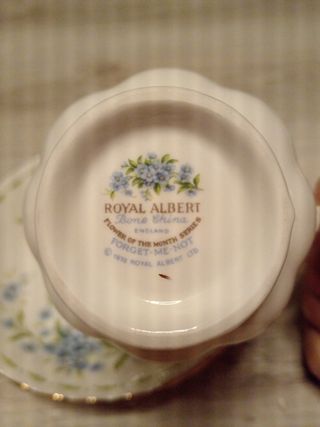 ROYAL ALBERT
Bone China
ENGLAND
FLOWER OF THE MONTH SERIES
FORGET-ME-NOT
© 1970 ROYAL ALBERT LTD